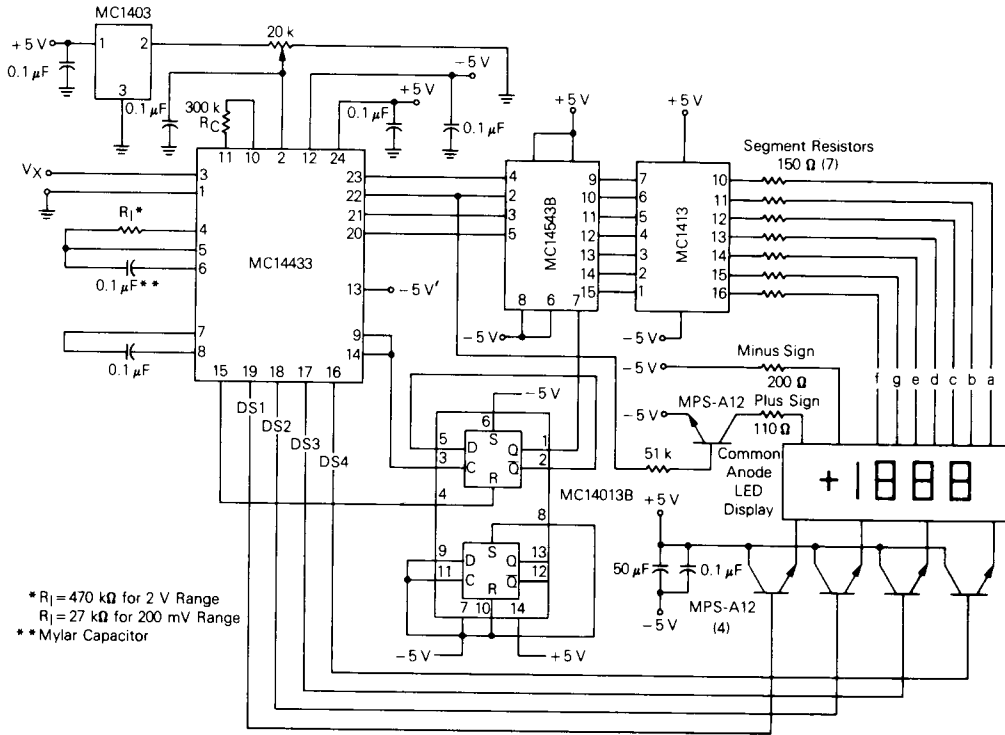 MC1403
+5 V
1
2
3
0.1 µF
20 k
0.1 µF
300 k
RC
−5 V
+5 V
0.1 µF
0.1 µF
11 10 2 12 24
VX
3
1
RI*
4
5
6
0.1 µF**
7
8
0.1 µF
MC14433
23
22
21
20
13
−5 V'
9
14
15 19 18 17 16
DS1
DS2
DS3
DS4
+5 V
4
2
3
5
MC14543B
9
10
11
12
13
14
15
8 6 7
−5 V
+5 V
7
6
5
4
3
2
1
MC1413
10
11
12
13
14
15
16
−5 V
Segment Resistors
150 Ω (7)
f g e d c b a
Minus Sign
−5 V
200 Ω
MPS-A12
Plus Sign
−5 V
110 Ω
51 k
Common
Anode
LED
Display
+1888
−5 V
6
5 D S Q 1
3 C Q 2
4 R
MC14013B
8
9 D S Q 13
11 C Q 12
R
7 10 14
−5 V
+5 V
+5 V
50 µF
0.1 µF
−5 V
MPS-A12
(4)
*RI = 470 kΩ for 2 V Range
RI = 27 kΩ for 200 mV Range
**Mylar Capacitor